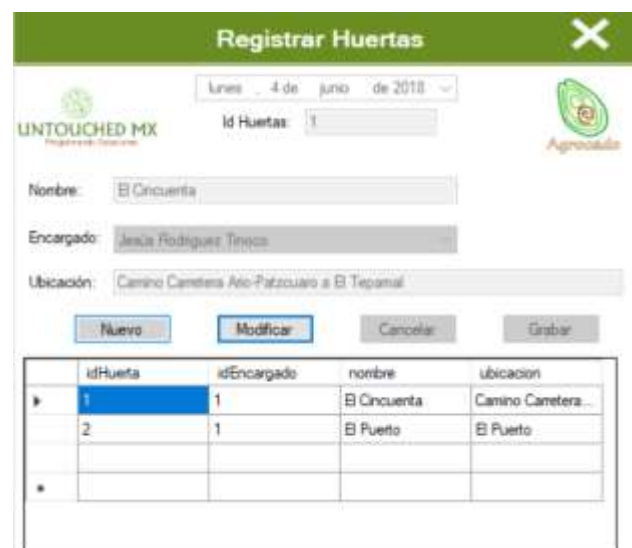 Registrar Huertas
lunes , 4 de junio de 2018
Id Huertas: 1
UNTOUCHED MX
Agrocado
Nombre: El Cincuenta
Encargado: Jesús Rodriguez Tinoco
Ubicación: Camino Carretera Ario-Patzcuaro a El Tepamal
Nuevo Modificar Cancelar Grabar
idHuerta idEncargado nombre ubicacion
1 1 El Cincuenta Camino Carretera...
2 1 El Puerto El Puerto